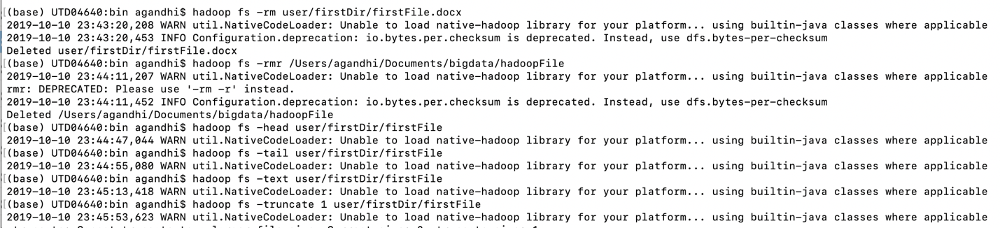 (base) UTD04640:bin agandhi$ hadoop fs -rm user/firstDir/firstFile.docx
2019-10-10 23:43:20,208 WARN util.NativeCodeLoader: Unable to load native-hadoop library for your platform... using builtin-java classes where applicable
2019-10-10 23:43:20,453 INFO Configuration.deprecation: io.bytes.per.checksum is deprecated. Instead, use dfs.bytes-per-checksum
Deleted user/firstDir/firstFile.docx
(base) UTD04640:bin agandhi$ hadoop fs -rmr /Users/agandhi/Documents/bigdata/hadoopFile
2019-10-10 23:44:11,207 WARN util.NativeCodeLoader: Unable to load native-hadoop library for your platform... using builtin-java classes where applicable
rmr: DEPRECATED: Please use '-rm -r' instead.
2019-10-10 23:44:11,452 INFO Configuration.deprecation: io.bytes.per.checksum is deprecated. Instead, use dfs.bytes-per-checksum
Deleted /Users/agandhi/Documents/bigdata/hadoopFile
(base) UTD04640:bin agandhi$ hadoop fs -head user/firstDir/firstFile
2019-10-10 23:44:47,044 WARN util.NativeCodeLoader: Unable to load native-hadoop library for your platform... using builtin-java classes where applicable
(base) UTD04640:bin agandhi$ hadoop fs -tail user/firstDir/firstFile
2019-10-10 23:44:55,080 WARN util.NativeCodeLoader: Unable to load native-hadoop library for your platform... using builtin-java classes where applicable
(base) UTD04640:bin agandhi$ hadoop fs -text user/firstDir/firstFile
2019-10-10 23:45:13,418 WARN util.NativeCodeLoader: Unable to load native-hadoop library for your platform... using builtin-java classes where applicable
(base) UTD04640:bin agandhi$ hadoop fs -truncate 1 user/firstDir/firstFile
2019-10-10 23:45:53,623 WARN util.NativeCodeLoader: Unable to load native-hadoop library for your platform... using builtin-java classes where applicable